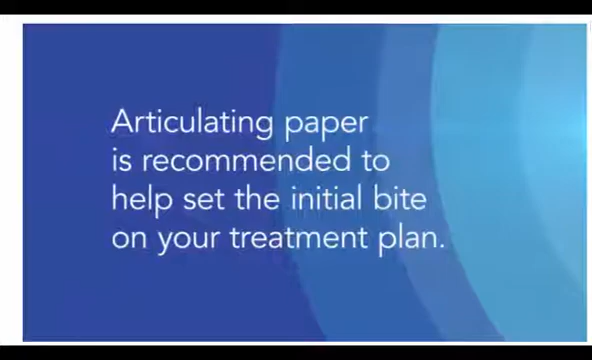 Articulating paper
is recommended to
help set the initial bite
on your treatment plan.